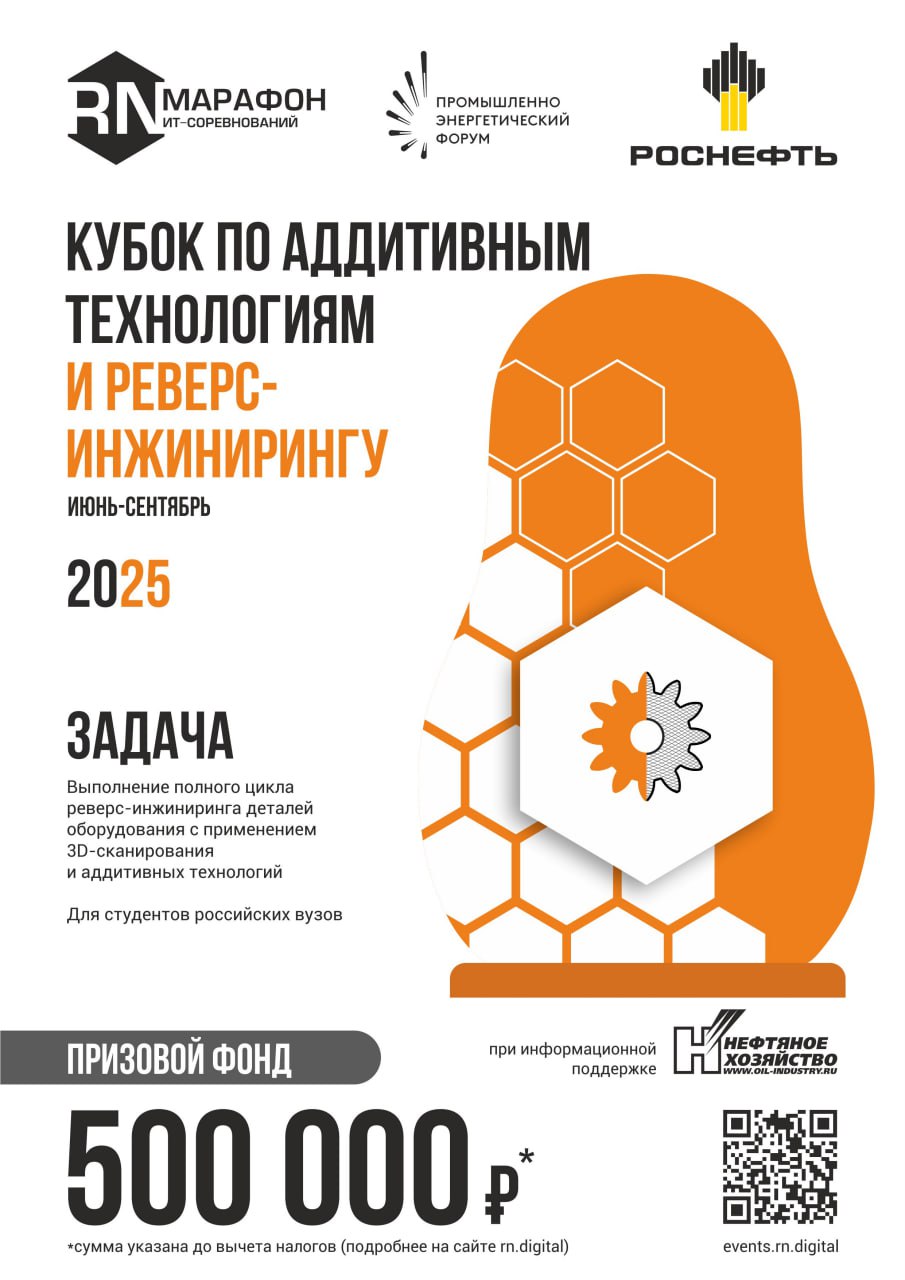 RN МАРАФОН
ИТ-СОРЕВНОВАНИЙ
ПРОМЫШЛЕННО
ЭНЕРГЕТИЧЕСКИЙ
ФОРУМ
РОСНЕФТЬ
КУБОК ПО АДДИТИВНЫМ
ТЕХНОЛОГИЯМ
И РЕВЕРС-
ИНЖИНИРИНГУ
ИЮНЬ-СЕНТЯБРЬ
2025
ЗАДАЧА
Выполнение полного цикла
реверс-инжиниринга деталей
оборудования с применением
3D-сканирования
и аддитивных технологий
Для студентов российских вузов
ПРИЗОВОЙ ФОНД
500 000 ₽*
*сумма указана до вычета налогов (подробнее на сайте rn.digital)
при информационной
поддержке
НЕФТЯНОЕ
ХОЗЯЙСТВО
WWW.OIL-INDUSTRY.RU
events.rn.digital